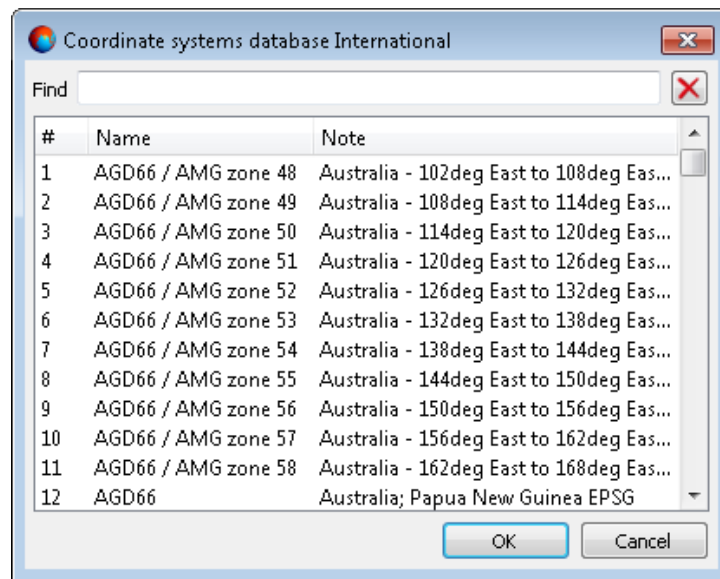 Coordinate systems database International
Find
# Name Note
1 AGD66 / AMG zone 48 Australia - 102deg East to 108deg Eas...
2 AGD66 / AMG zone 49 Australia - 108deg East to 114deg Eas...
3 AGD66 / AMG zone 50 Australia - 114deg East to 120deg Eas...
4 AGD66 / AMG zone 51 Australia - 120deg East to 126deg Eas...
5 AGD66 / AMG zone 52 Australia - 126deg East to 132deg Eas...
6 AGD66 / AMG zone 53 Australia - 132deg East to 138deg Eas...
7 AGD66 / AMG zone 54 Australia - 138deg East to 144deg Eas...
8 AGD66 / AMG zone 55 Australia - 144deg East to 150deg Eas...
9 AGD66 / AMG zone 56 Australia - 150deg East to 156deg Eas...
10 AGD66 / AMG zone 57 Australia - 156deg East to 162deg Eas...
11 AGD66 / AMG zone 58 Australia - 162deg East to 168deg Eas...
12 AGD66 Australia; Papua New Guinea EPSG
OK Cancel